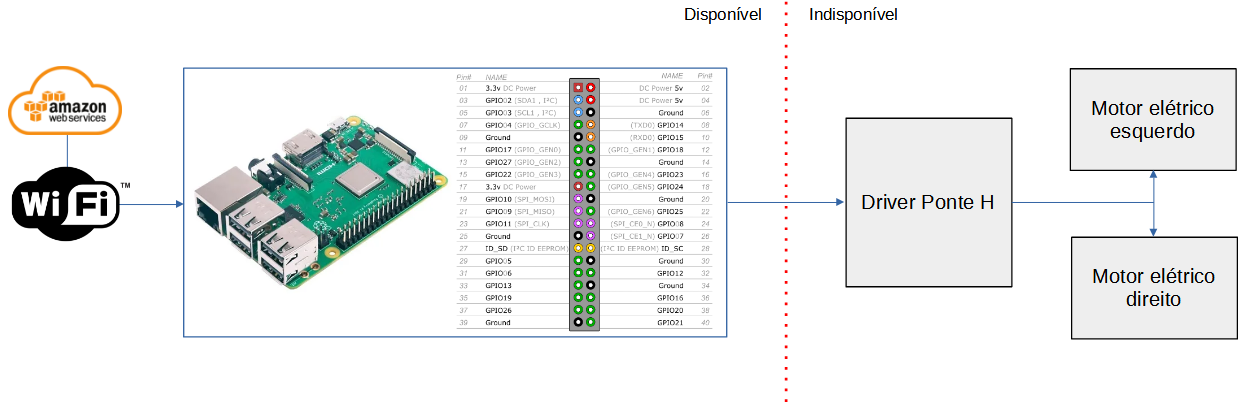 Disponível
Indisponível
amazon
web services
Wi Fi ™
Pin# NAME NAME Pin#
01 3.3v DC Power DC Power 5v 02
03 GPIO02 (SDA1 , I²C) DC Power 5v 04
05 GPIO03 (SCL1 , I²C) Ground 06
07 GPIO04 (GPIO_GCLK) (TXD0) GPIO14 08
09 Ground (RXD0) GPIO15 10
11 GPIO17 (GPIO_GEN0) (GPIO_GEN1) GPIO18 12
13 GPIO27 (GPIO_GEN2) Ground 14
15 GPIO22 (GPIO_GEN3) (GPIO_GEN4) GPIO23 16
17 3.3v DC Power (GPIO_GEN5) GPIO24 18
19 GPIO10 (SPI_MOSI) Ground 20
21 GPIO09 (SPI_MISO) (GPIO_GEN6) GPIO25 22
23 GPIO11 (SPI_CLK) (SPI_CE0_N) GPIO08 24
25 Ground (SPI_CE1_N) GPIO07 26
27 ID_SD (I²C ID EEPROM) (I²C ID EEPROM) ID_SC 28
29 GPIO05 Ground 30
31 GPIO06 GPIO12 32
33 GPIO13 Ground 34
35 GPIO19 GPIO16 36
37 GPIO26 GPIO20 38
39 Ground GPIO21 40
Driver Ponte H
Motor elétrico
esquerdo
Motor elétrico
direito